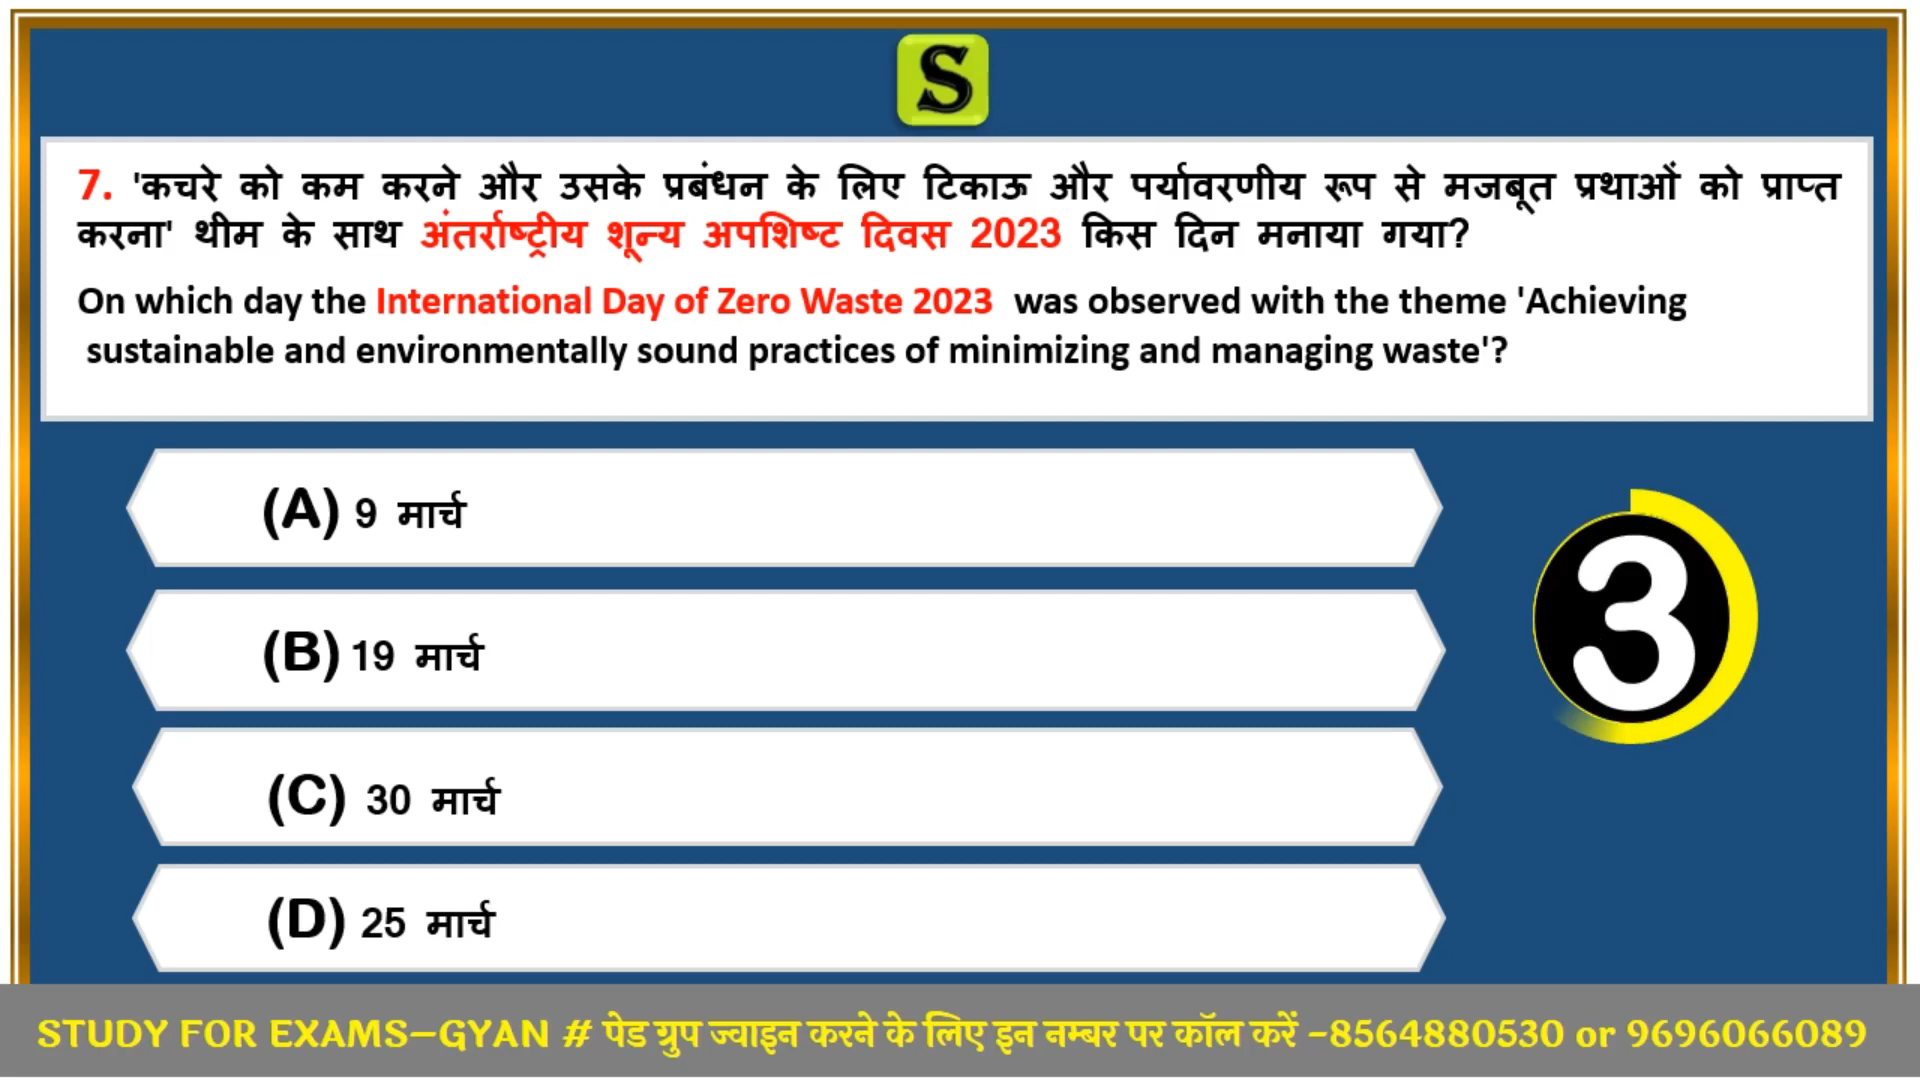 S
7. 'कचरे को कम करने और उसके प्रबंधन के लिए टिकाऊ और पर्यावरणीय रूप से मजबूत प्रथाओं को प्राप्त
करना' थीम के साथ अंतर्राष्ट्रीय शून्य अपशिष्ट दिवस 2023 किस दिन मनाया गया?
On which day the International Day of Zero Waste 2023 was observed with the theme 'Achieving
sustainable and environmentally sound practices of minimizing and managing waste'?
(A) 9 मार्च
(B) 19 मार्च
(C) 30 मार्च
(D) 25 मार्च
3
STUDY FOR EXAMS–GYAN # पेड ग्रुप ज्वाइन करने के लिए इन नम्बर पर कॉल करें -8564880530 or 9696066089